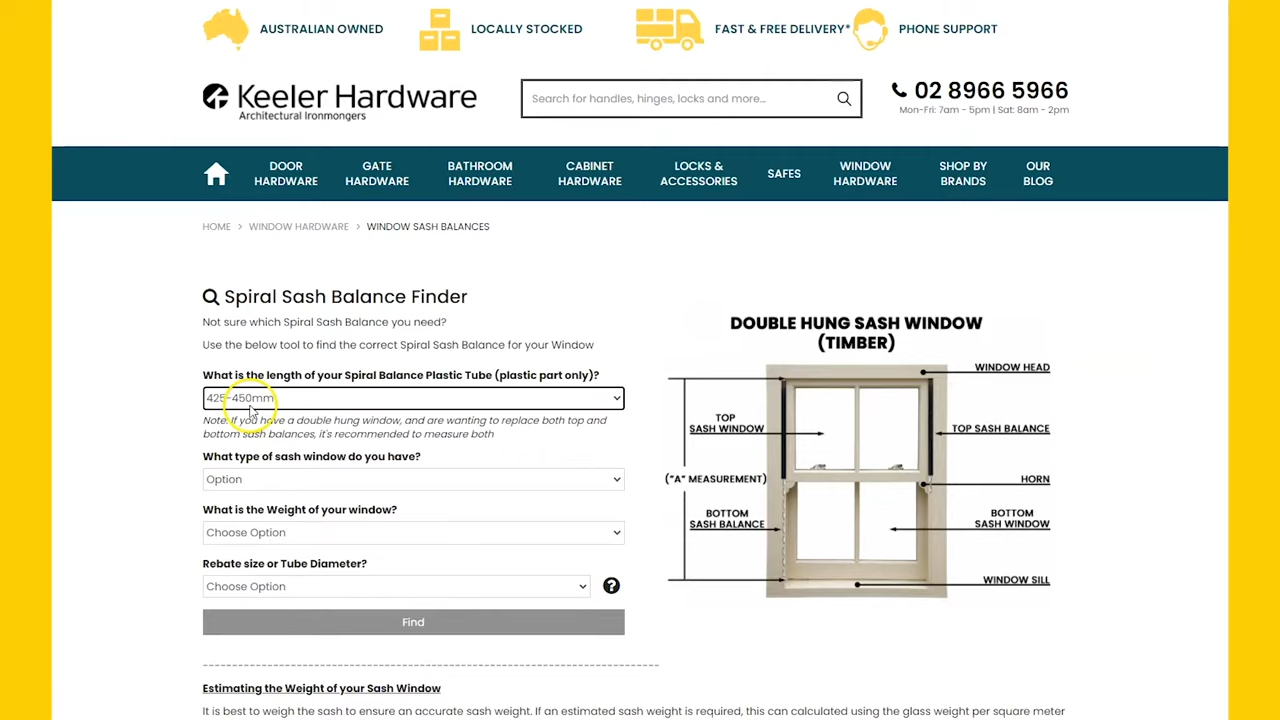 AUSTRALIAN OWNED
LOCALLY STOCKED
FAST & FREE DELIVERY*
PHONE SUPPORT
Keeler Hardware
Architectural Ironmongers
Search for handles, hinges, locks and more...
02 8966 5966
Mon-Fri: 7am - 5pm | Sat: 8am - 2pm
DOOR HARDWARE
GATE HARDWARE
BATHROOM HARDWARE
CABINET HARDWARE
LOCKS & ACCESSORIES
SAFES
WINDOW HARDWARE
SHOP BY BRANDS
OUR BLOG
HOME > WINDOW HARDWARE > WINDOW SASH BALANCES
Spiral Sash Balance Finder
Not sure which Spiral Sash Balance you need?
Use the below tool to find the correct Spiral Sash Balance for your Window
What is the length of your Spiral Balance Plastic Tube (plastic part only)?
425-450mm
Note: If you have a double hung window, and are wanting to replace both top and
bottom sash balances, it's recommended to measure both
What type of sash window do you have?
Option
What is the Weight of your window?
Choose Option
Rebate size or Tube Diameter?
Choose Option
?
Find
DOUBLE HUNG SASH WINDOW
(TIMBER)
WINDOW HEAD
TOP
SASH WINDOW
TOP SASH BALANCE
("A" MEASUREMENT)
HORN
BOTTOM
SASH BALANCE
BOTTOM
SASH WINDOW
WINDOW SILL
Estimating the Weight of your Sash Window
It is best to weigh the sash to ensure an accurate sash weight. If an estimated sash weight is required, this can calculated using the glass weight per square meter